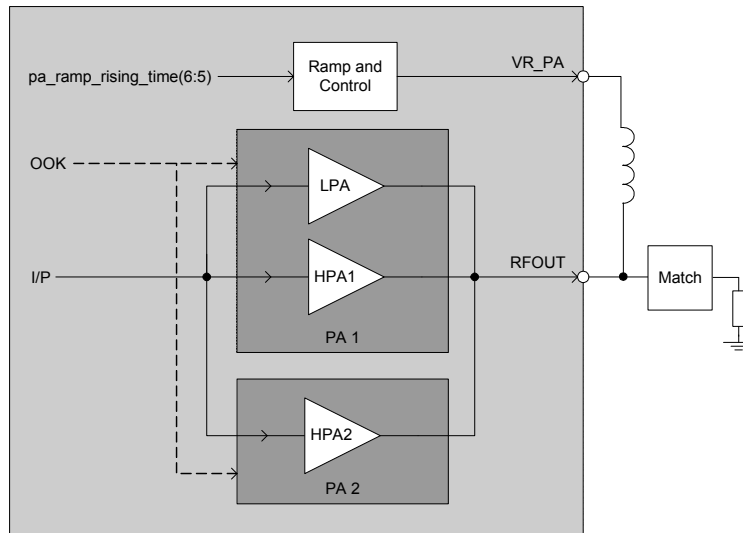 pa_ramp_rising_time(6:5)
Ramp and
Control
VR_PA
OOK
LPA
I/P
HPA1
RFOUT
Match
PA 1
HPA2
PA 2